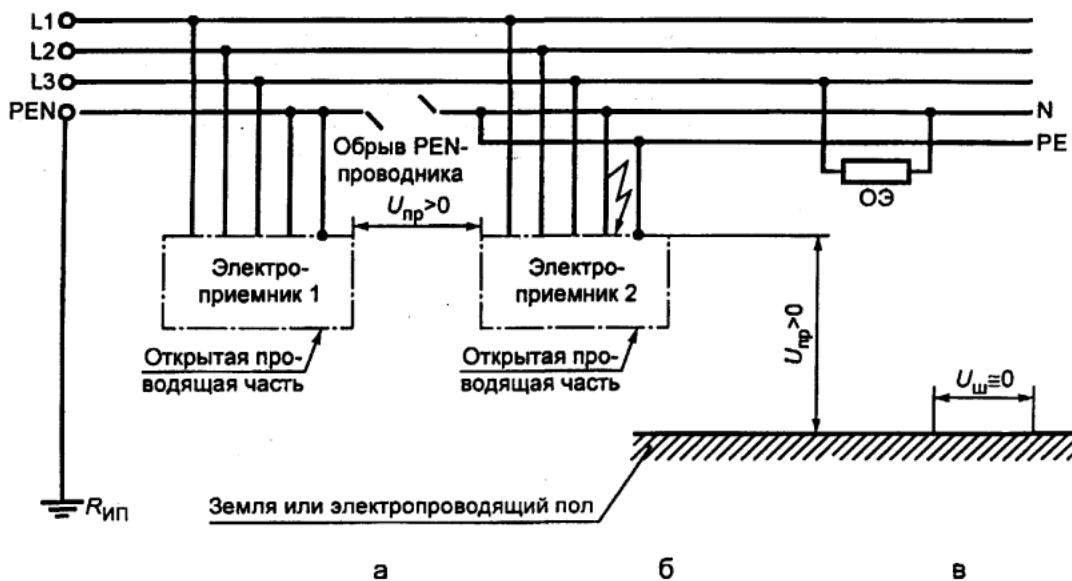 L1
L2
L3
PEN
N
PE
Обрыв PEN-
проводника
Uпр>0
ОЭ
Электро-
приемник 1
Электро-
приемник 2
Открытая про-
водящая часть
Открытая про-
водящая часть
Uпр>0
Uш≅0
Земля или электропроводящий пол
RИП
а
б
в